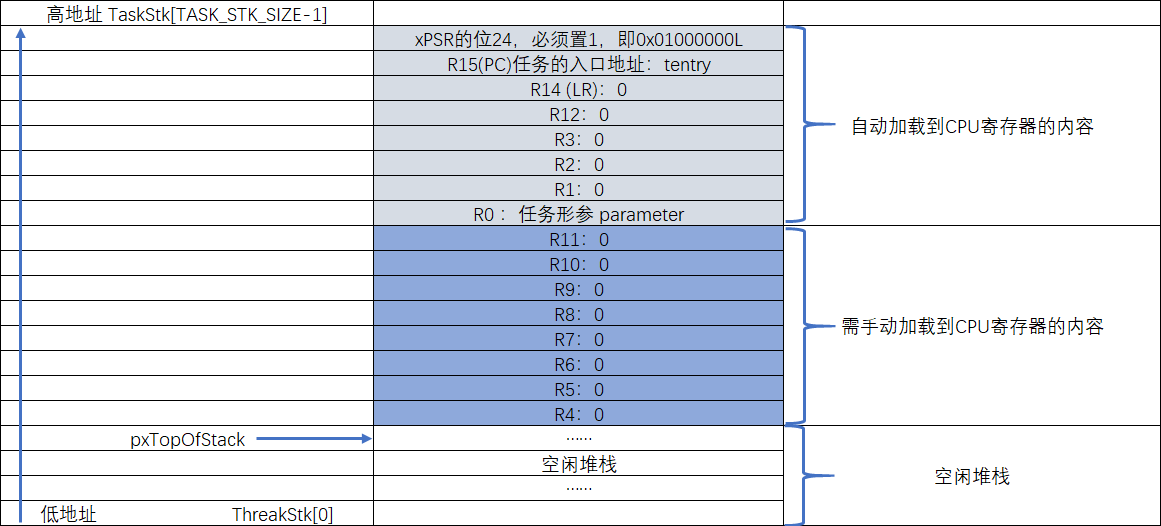 高地址 TaskStk[TASK_STK_SIZE-1]
xPSR的位24，必须置1，即0x01000000L
R15(PC)任务的入口地址：tentry
R14 (LR)：0
R12：0
R3：0
R2：0
R1：0
R0 ：任务形参 parameter
自动加载到CPU寄存器的内容
R11：0
R10：0
R9：0
R8：0
R7：0
R6：0
R5：0
R4：0
需手动加载到CPU寄存器的内容
pxTopOfStack
……
空闲堆栈
……
空闲堆栈
低地址 ThreakStk[0]